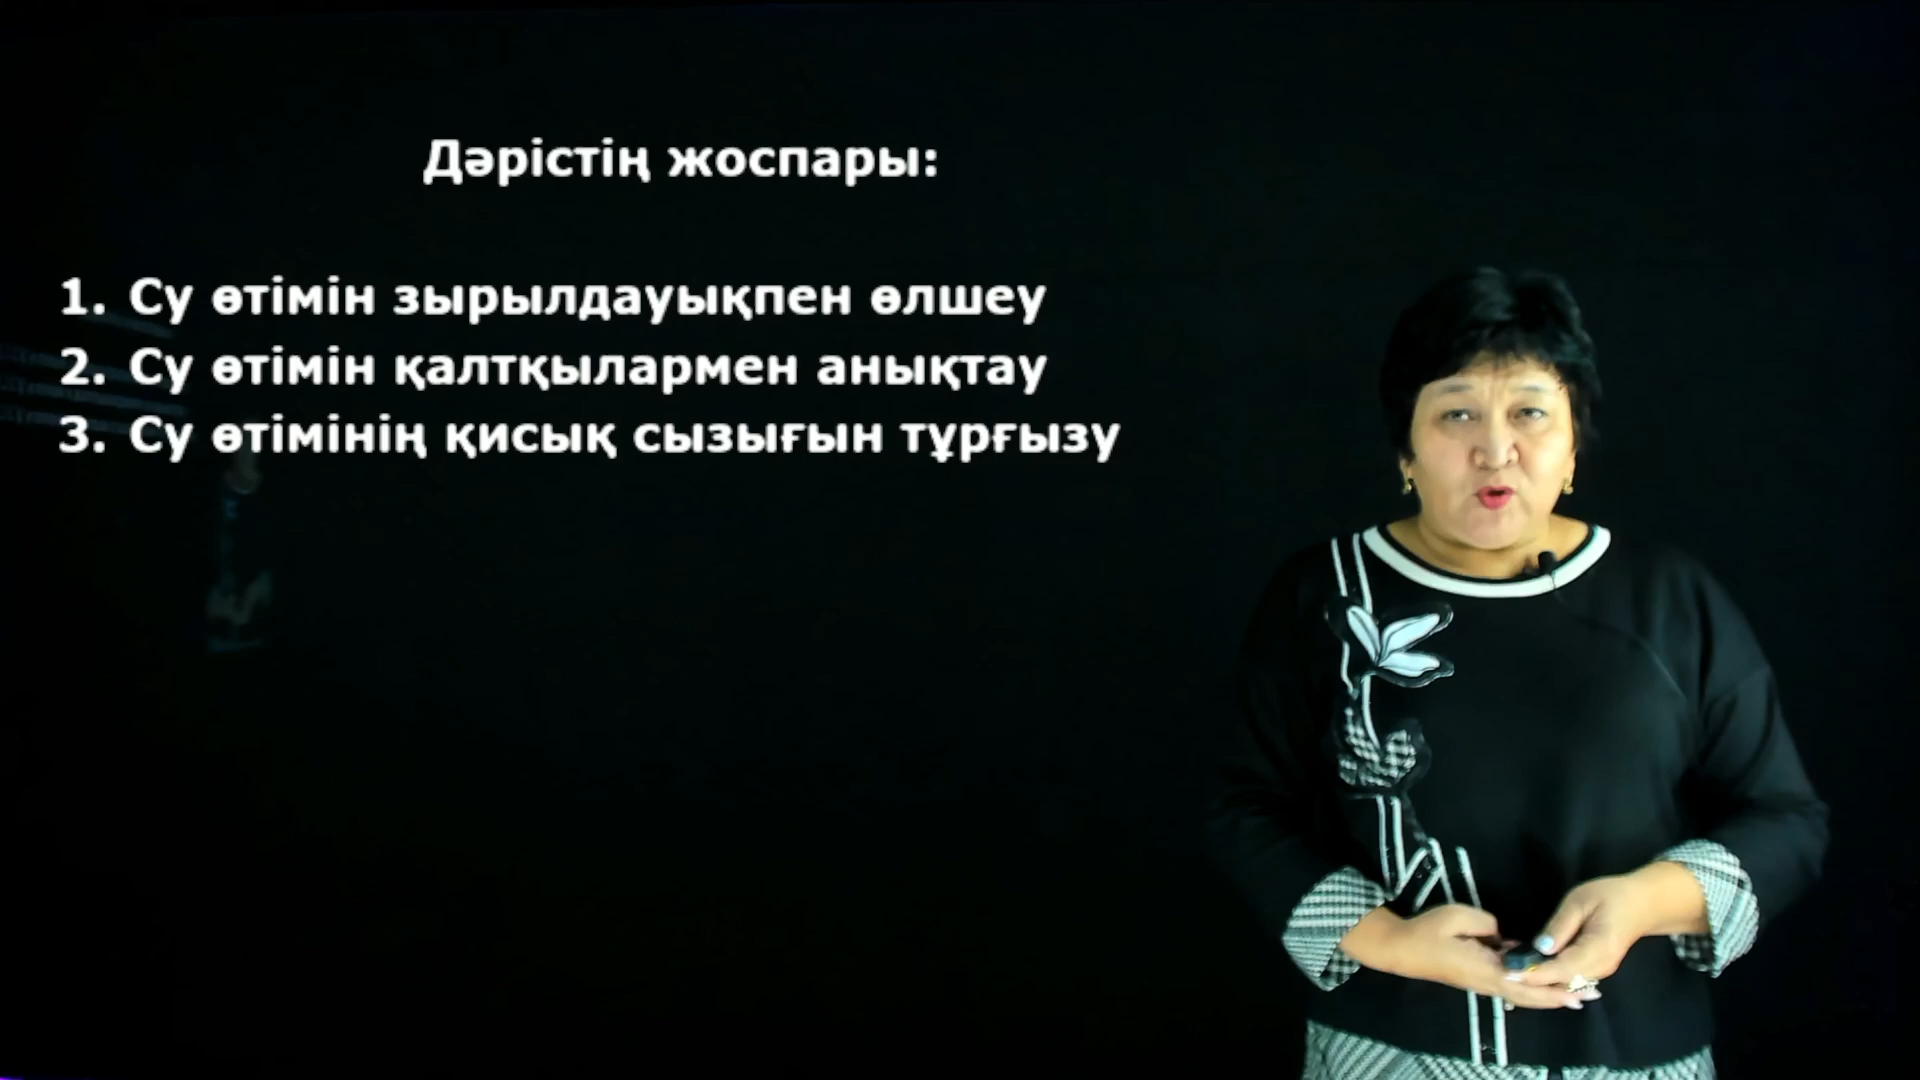 Дәрістің жоспары:
1. Су өтімін зырылдауықпен өлшеу
2. Су өтімін қалтқылармен анықтау
3. Су өтімінің қисық сызығын тұрғызу